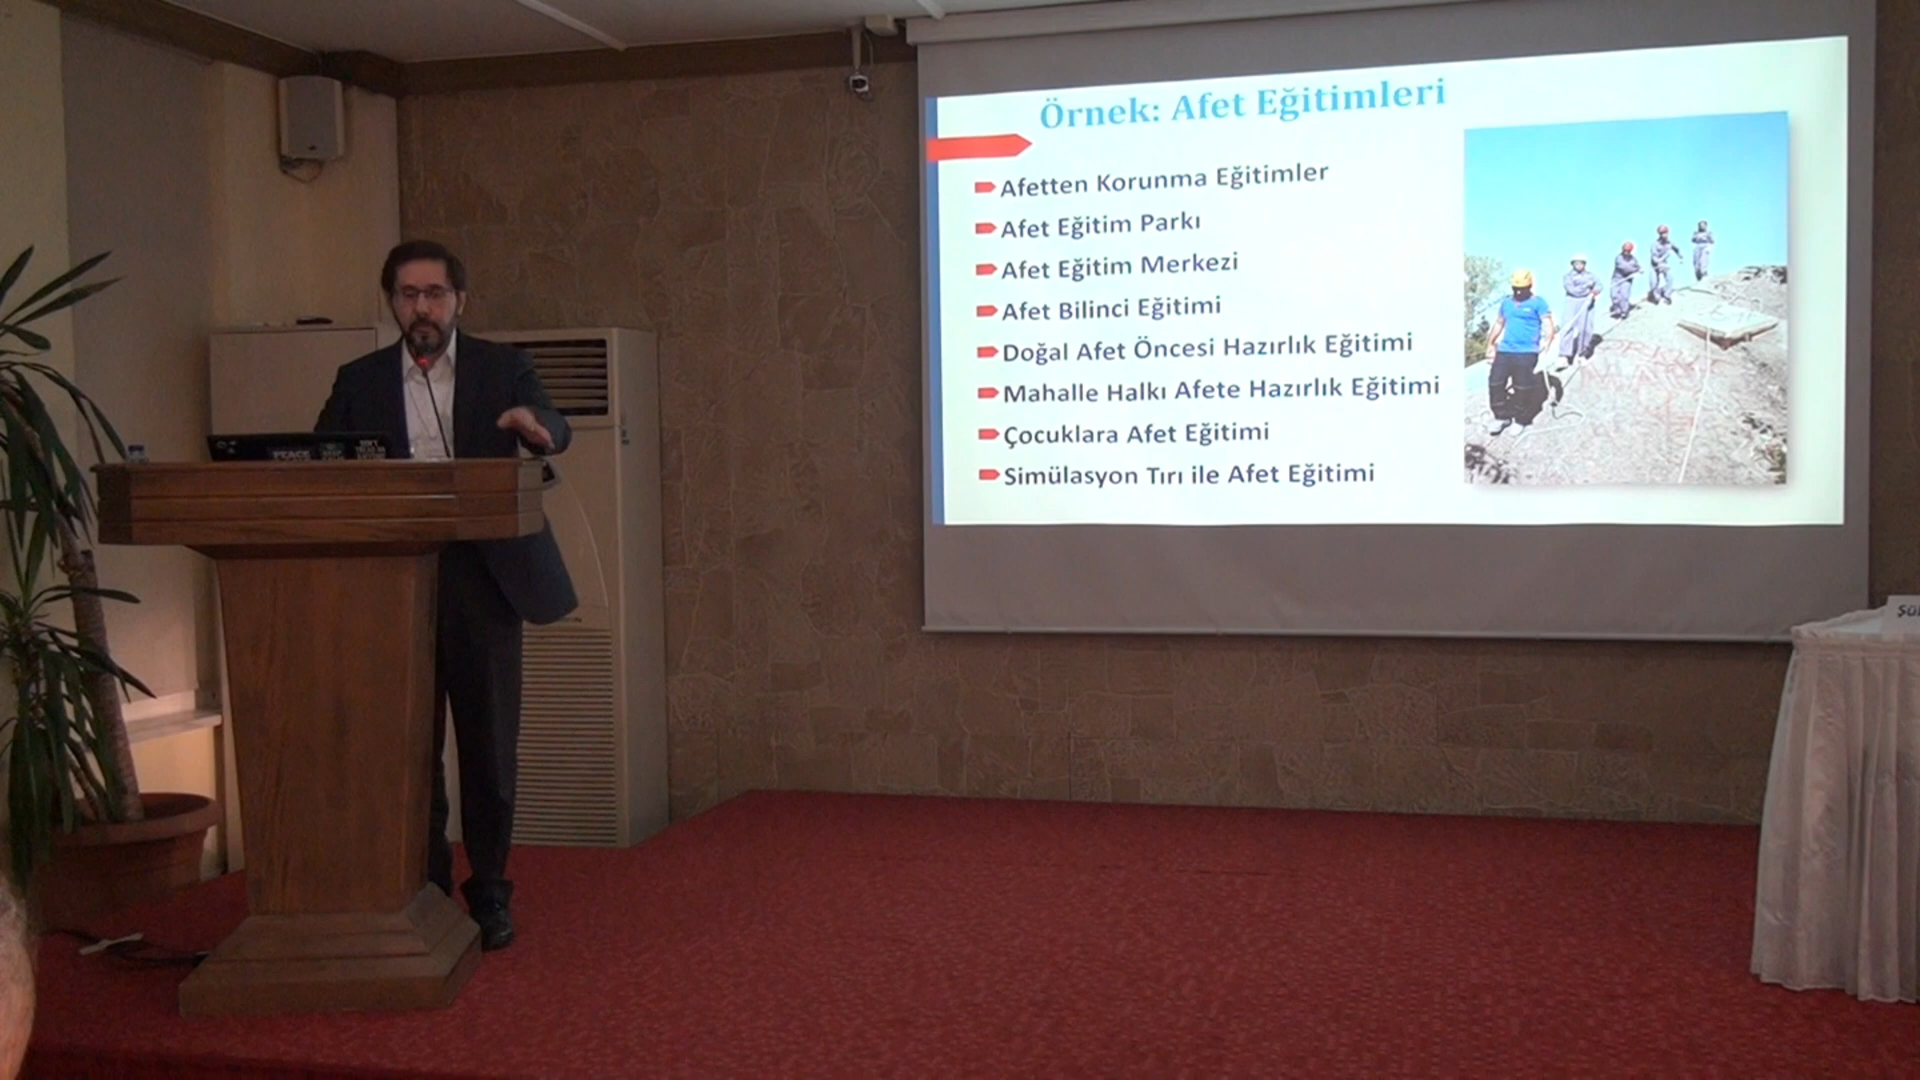 Örnek: Afet Eğitimleri
Afetten Korunma Eğitimler
Afet Eğitim Parkı
Afet Eğitim Merkezi
Afet Bilinci Eğitimi
Doğal Afet Öncesi Hazırlık Eğitimi
Mahalle Halkı Afete Hazırlık Eğitimi
Çocuklara Afet Eğitimi
Simülasyon Tırı ile Afet Eğitimi
PEACE